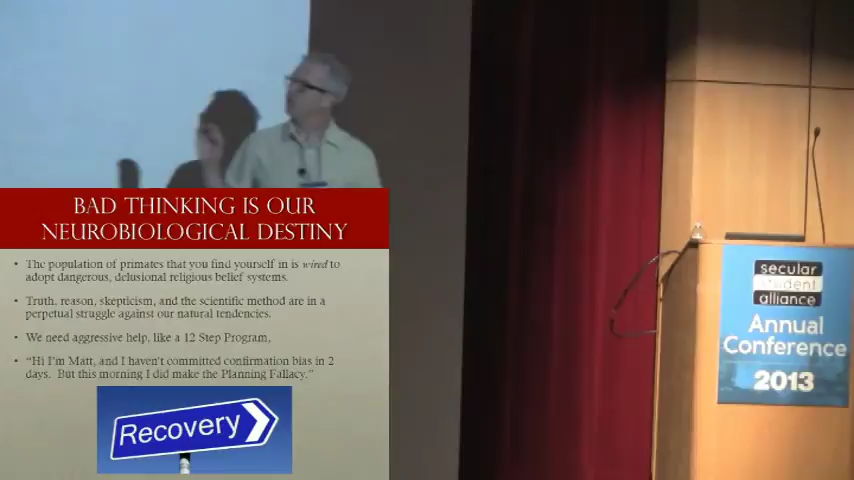 BAD THINKING IS OUR
NEUROBIOLOGICAL DESTINY
• The population of primates that you find yourself in is wired to
adopt dangerous, delusional religious belief systems.
• Truth, reason, skepticism, and the scientific method are in a
perpetual struggle against our natural tendencies.
• We need aggressive help, like a 12 Step Program,
• "Hi I'm Matt, and I haven't committed confirmation bias in 2
days. But this morning I did make the Planning Fallacy."
Recovery
secular
student
alliance
Annual
Conference
2013